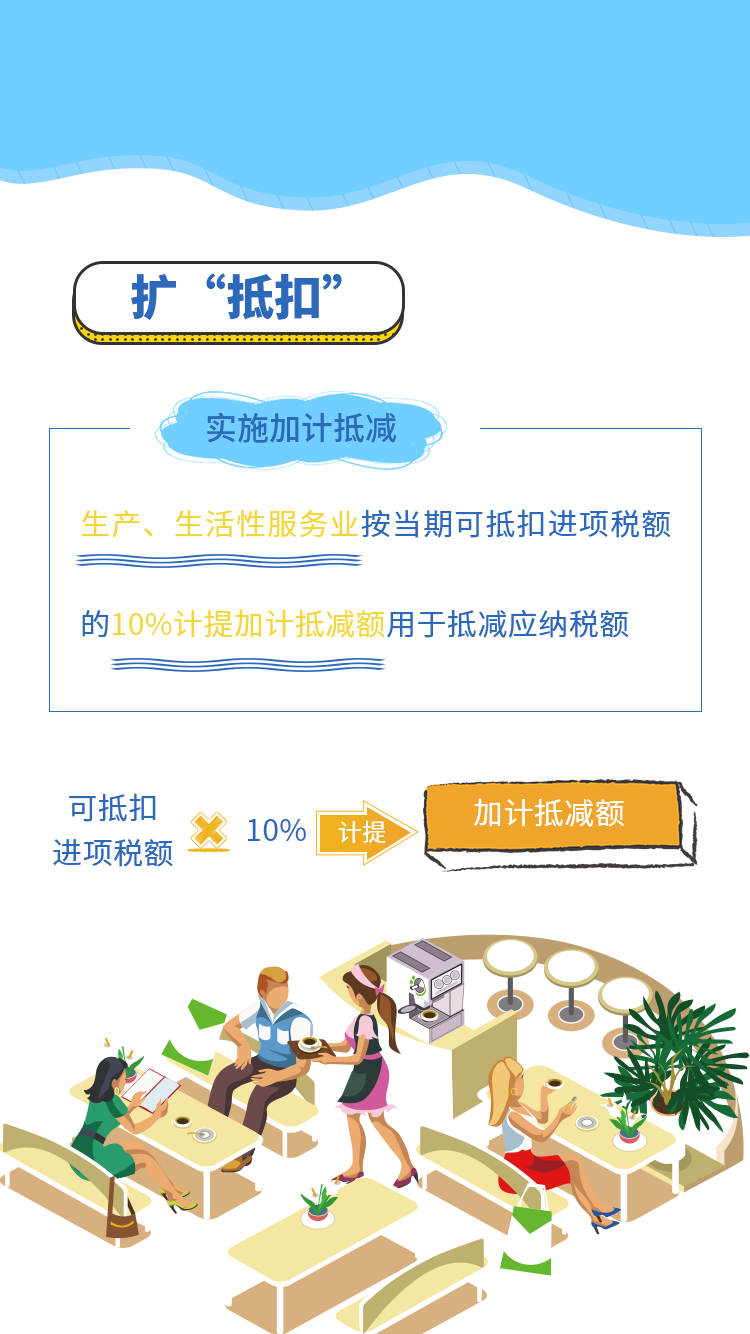 扩“抵扣”
实施加计抵减
生产、生活性服务业按当期可抵扣进项税额
的10%计提加计抵减额用于抵减应纳税额
可抵扣
进项税额
10%
计提
加计抵减额